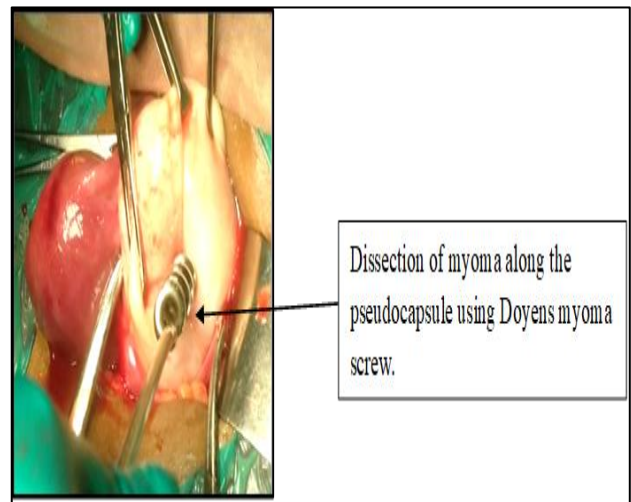 Dissection of myoma along the
pseudocapsule using Doyens myoma
screw.